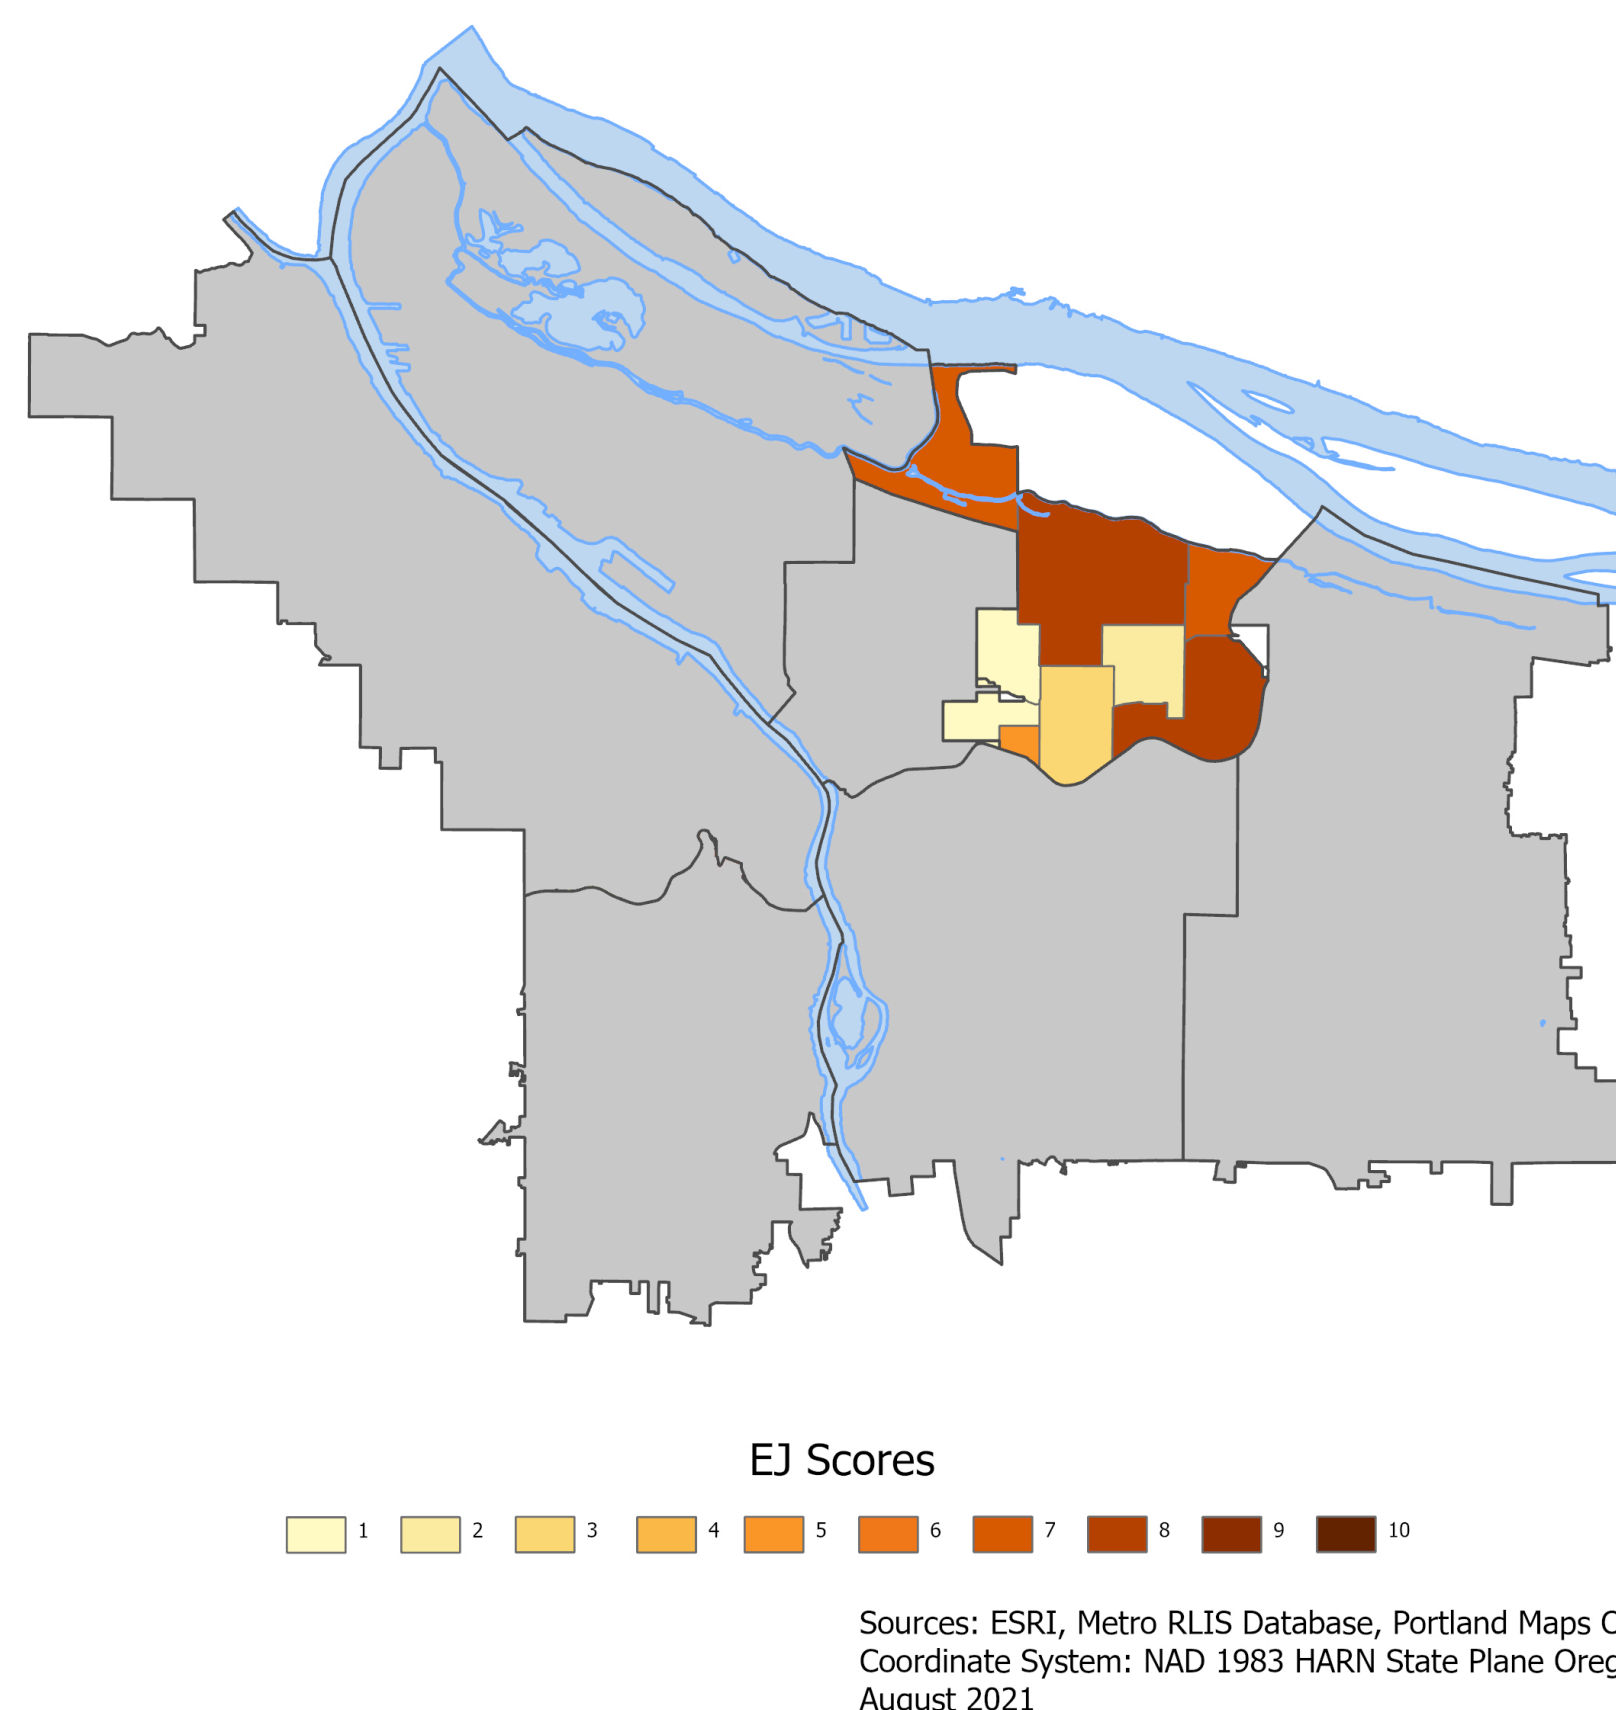 EJ Scores
1 2 3 4 5 6 7 8 9 10
Sources: ESRI, Metro RLIS Database, Portland Maps
Coordinate System: NAD 1983 HARN State Plane
August 2021